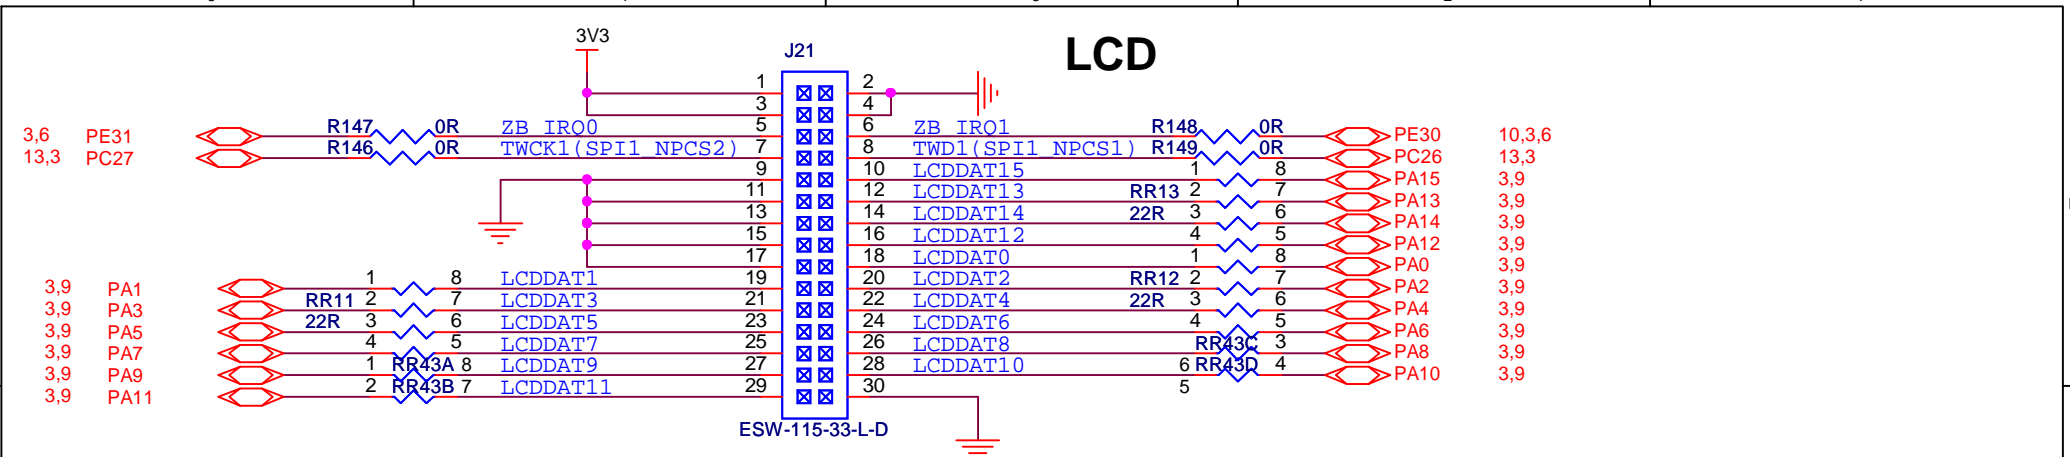 3V3
J21
LCD
1 2
3 4
3,6 PE31 R147 0R ZB_IRQ0 5 6 ZB_IRQ1 R148 0R PE30 10,3,6
13,3 PC27 R146 0R TWCK1(SPI1_NPCS2) 7 8 TWD1(SPI1_NPCS1) R149 0R PC26 13,3
9 10 LCDDAT15 1 8 PA15 3,9
11 12 LCDDAT13 RR13 2 7 PA13 3,9
13 14 LCDDAT14 22R 3 6 PA14 3,9
15 16 LCDDAT12 4 5 PA12 3,9
17 18 LCDDAT0 1 8 PA0 3,9
3,9 PA1 1 8 LCDDAT1 19 20 LCDDAT2 RR12 2 7 PA2 3,9
3,9 PA3 RR11 2 7 LCDDAT3 21 22 LCDDAT4 22R 3 6 PA4 3,9
3,9 PA5 22R 3 6 LCDDAT5 23 24 LCDDAT6 4 5 PA6 3,9
3,9 PA7 4 5 LCDDAT7 25 26 LCDDAT8 RR43C 3 PA8 3,9
3,9 PA9 1 RR43A 8 LCDDAT9 27 28 LCDDAT10 6 RR43D 4 PA10 3,9
3,9 PA11 2 RR43B 7 LCDDAT11 29 30 5
ESW-115-33-L-D